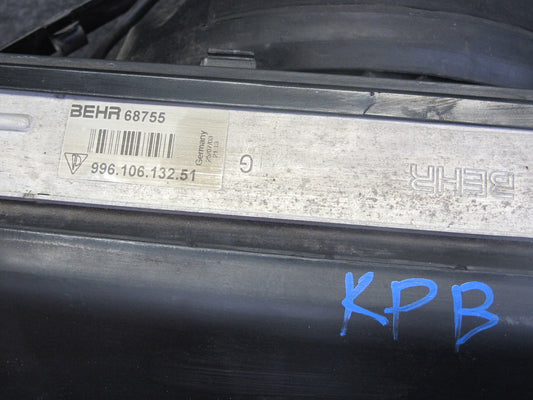 BEHR 68755
Germany
996.106.132.51
G
BEHR
KPB